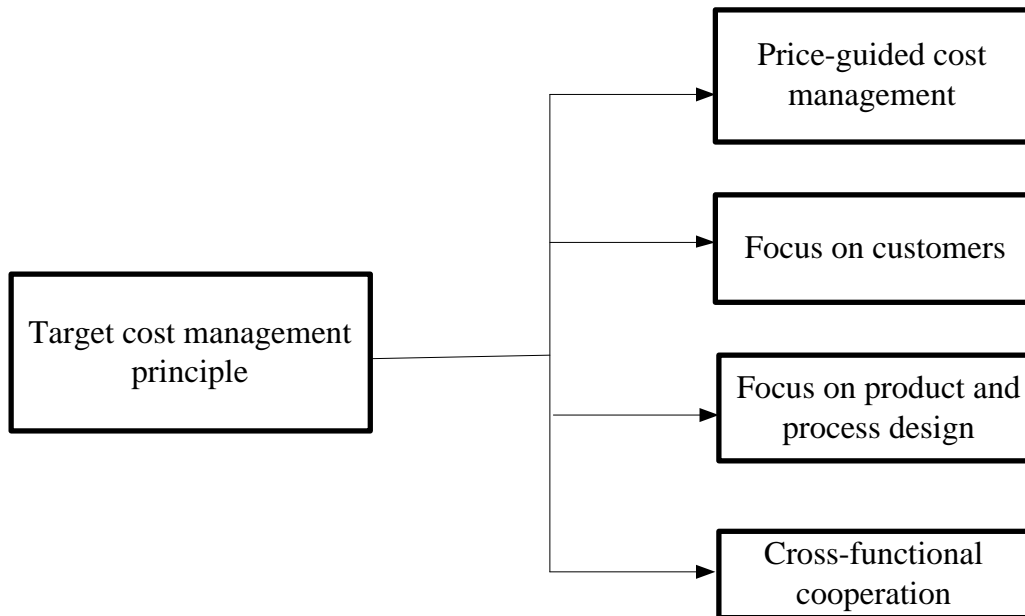 Price-guided cost
management
Focus on customers
Target cost management
principle
Focus on product and
process design
Cross-functional
cooperation